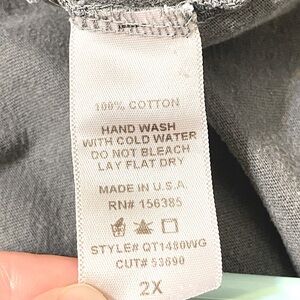 100% COTTON
HAND WASH
WITH COLD WATER
DO NOT BLEACH
LAY FLAT DRY
MADE IN U.S.A.
RN# 156385
STYLE# QT1480WG
CUT# 53690
2X